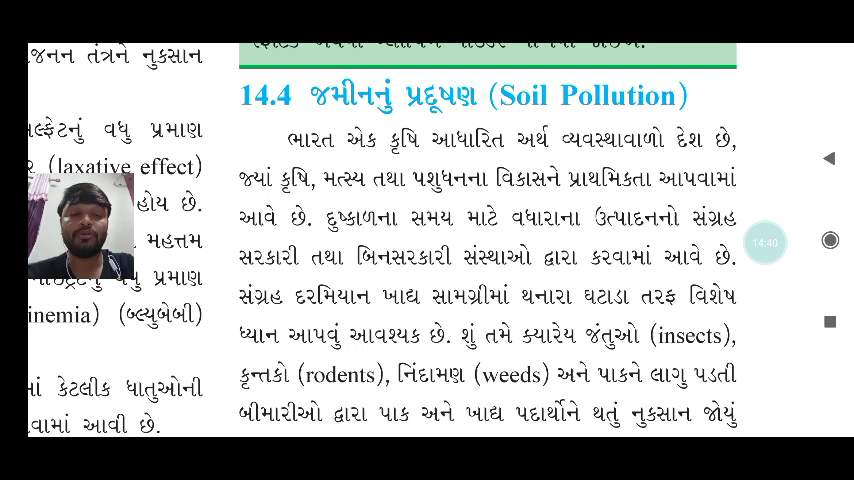 જનન તંત્રને નુકસાન
નું વધુ પ્રમાણ
(laxative effect)
હોય છે.
મહત્તમ
પ્રમાણ
(બ્લ્યુબેબી)
કેટલીક ધાતુઓની
આવી છે.
14.4 જમીનનું પ્રદૂષણ (Soil Pollution)
ભારત એક કૃષિ આધારિત અર્થ વ્યવસ્થાવાળો દેશ છે,
જ્યાં કૃષિ, મત્સ્ય તથા પશુધનના વિકાસને પ્રાથમિકતા આપવામાં
આવે છે. દુષ્કાળના સમય માટે વધારાના ઉત્પાદનનો સંગ્રહ
સરકારી તથા બિનસરકારી સંસ્થાઓ દ્વારા કરવામાં આવે છે.
સંગ્રહ દરમિયાન ખાદ્ય સામગ્રીમાં થનારા ઘટાડા તરફ વિશેષ
ધ્યાન આપવું આવશ્યક છે. શું તમે ક્યારેય જંતુઓ (insects),
કૃન્તકો (rodents), નિંદામણ (weeds) અને પાકને લાગુ પડતી
બીમારીઓ દ્વારા પાક અને ખાદ્ય પદાર્થોને થતું નુકસાન જોયું
14:40